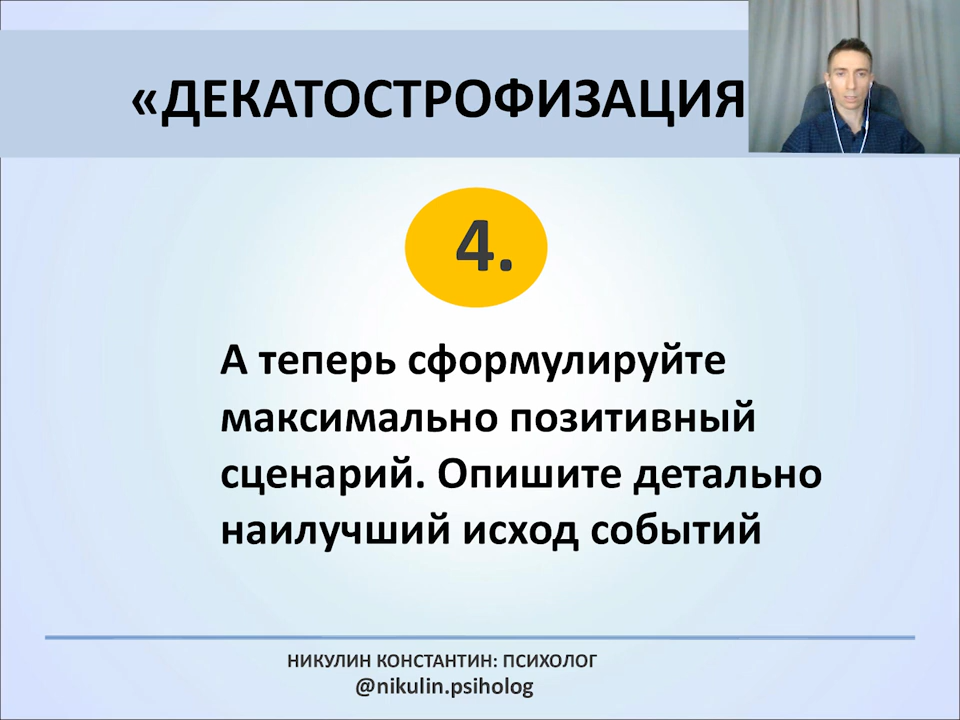 «ДЕКАТОСТРОФИЗАЦИЯ
4.
А теперь сформулируйте
максимально позитивный
сценарий. Опишите детально
наилучший исход событий
НИКУЛИН КОНСТАНТИН: ПСИХОЛОГ
@nikulin.psiholog